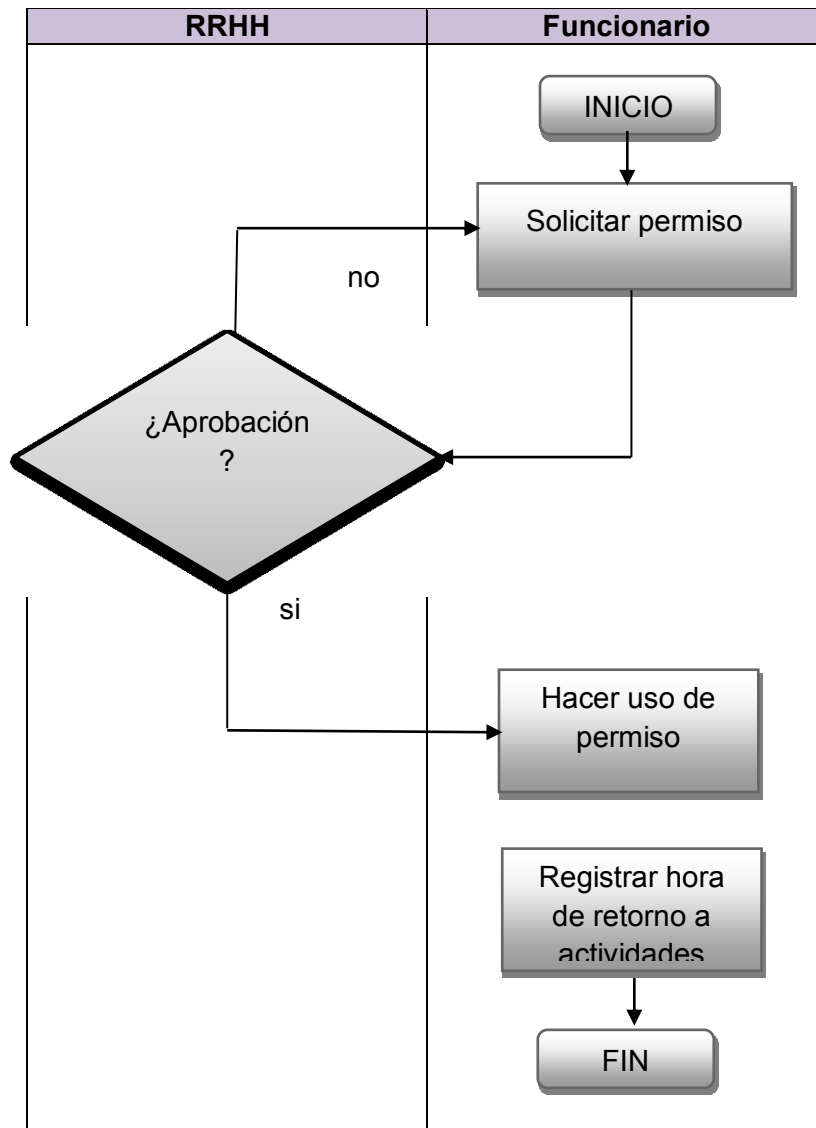 RRHH
Funcionario
INICIO
Solicitar permiso
no
¿Aprobación
?
si
Hacer uso de
permiso
Registrar hora
de retorno a
actividades
FIN